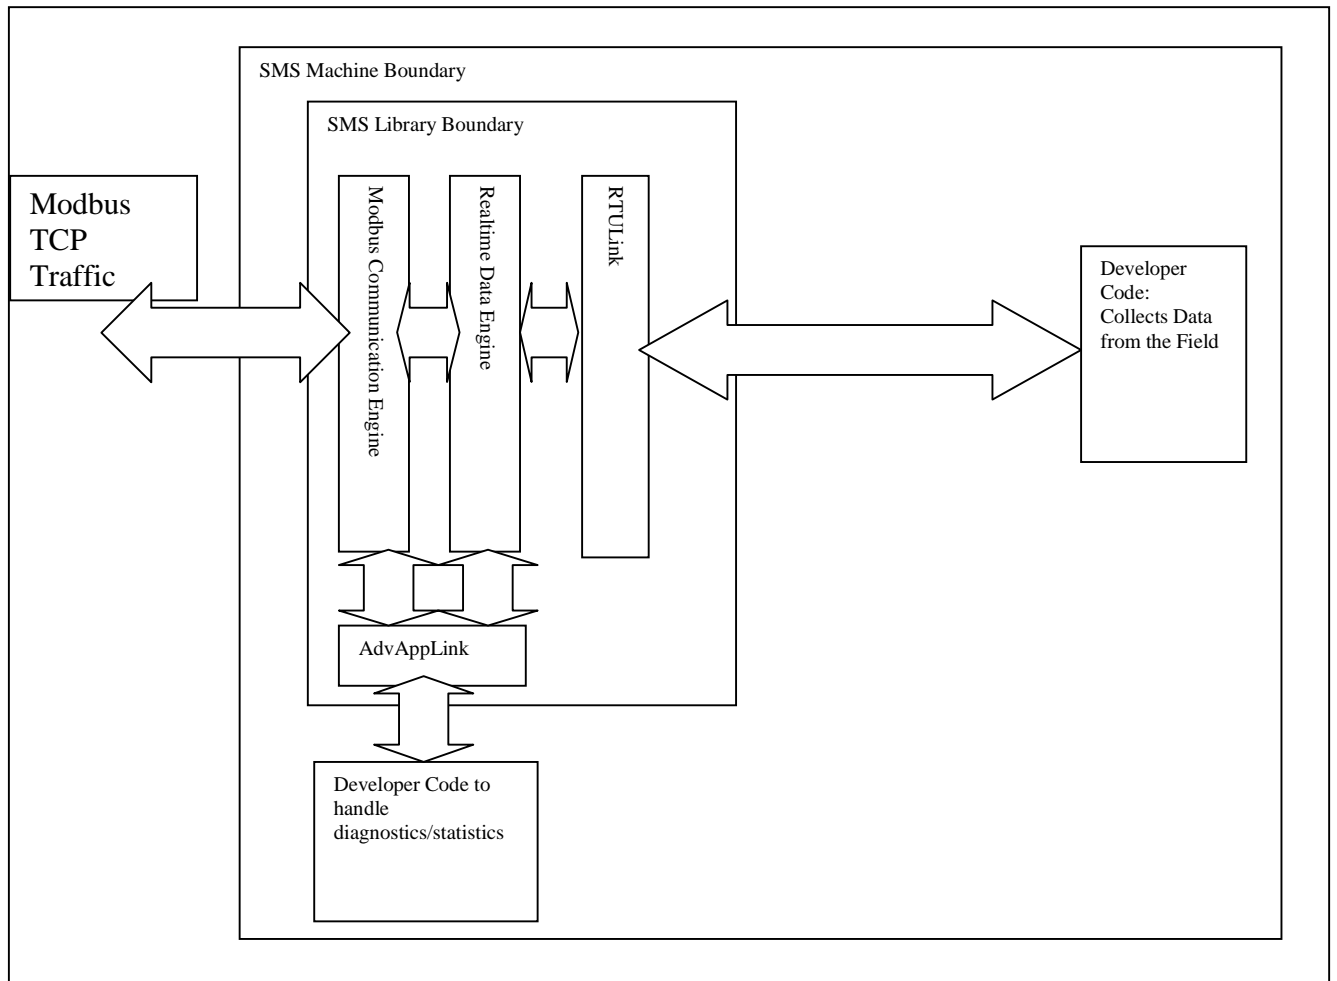 SMS Machine Boundary
SMS Library Boundary
Modbus
TCP
Traffic
Modbus Communication Engine
Realtime Data Engine
RTULink
Developer
Code:
Collects Data
from the Field
AdvAppLink
Developer Code to
handle
diagnostics/statistics